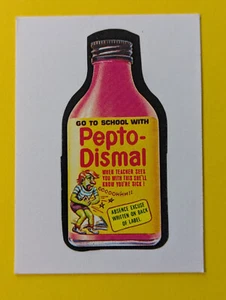 GO TO SCHOOL WITH
Pepto-
Dismal
WHEN TEACHER SEES
YOU WITH THIS SHE'LL
KNOW YOU'RE SICK!
ABSENCE EXCUSE
WRITTEN ON BACK
OF LABEL.